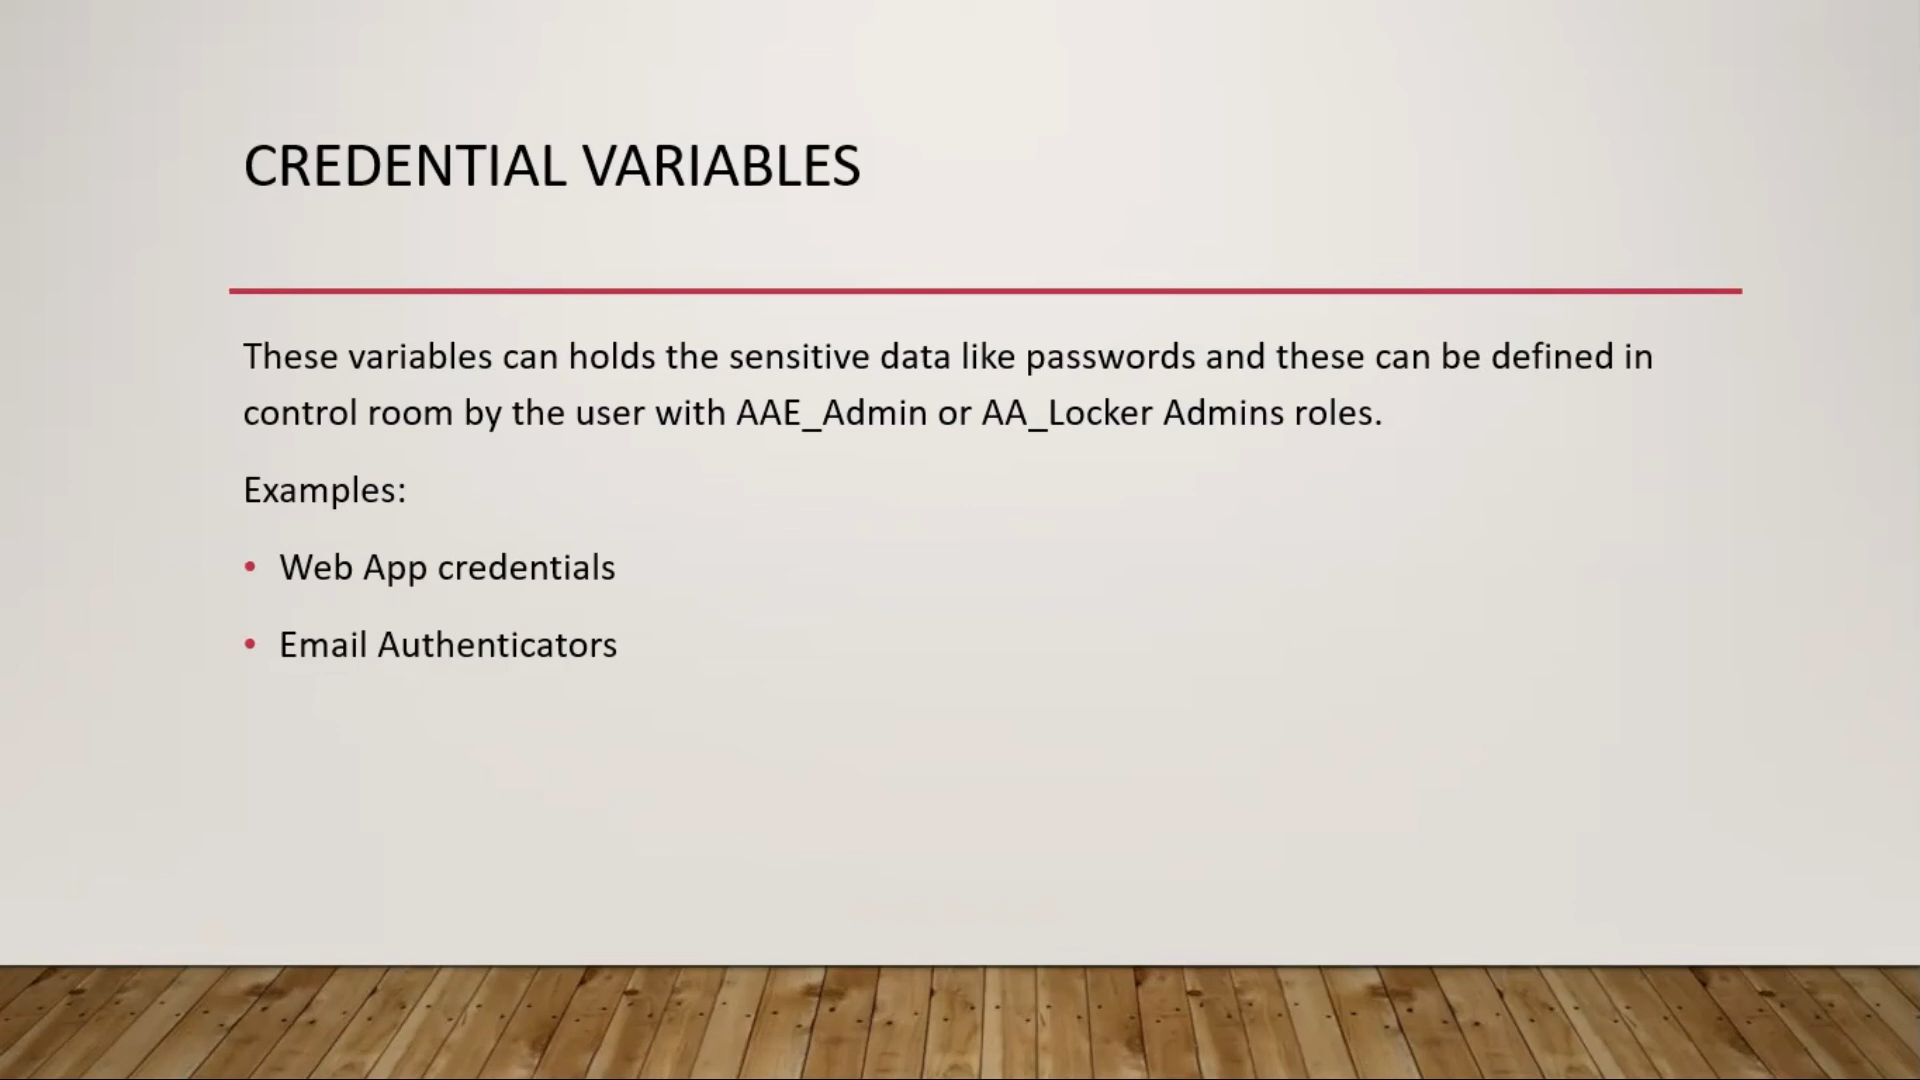 CREDENTIAL VARIABLES
These variables can holds the sensitive data like passwords and these can be defined in
control room by the user with AAE_Admin or AA_Locker Admins roles.
Examples:
• Web App credentials
• Email Authenticators